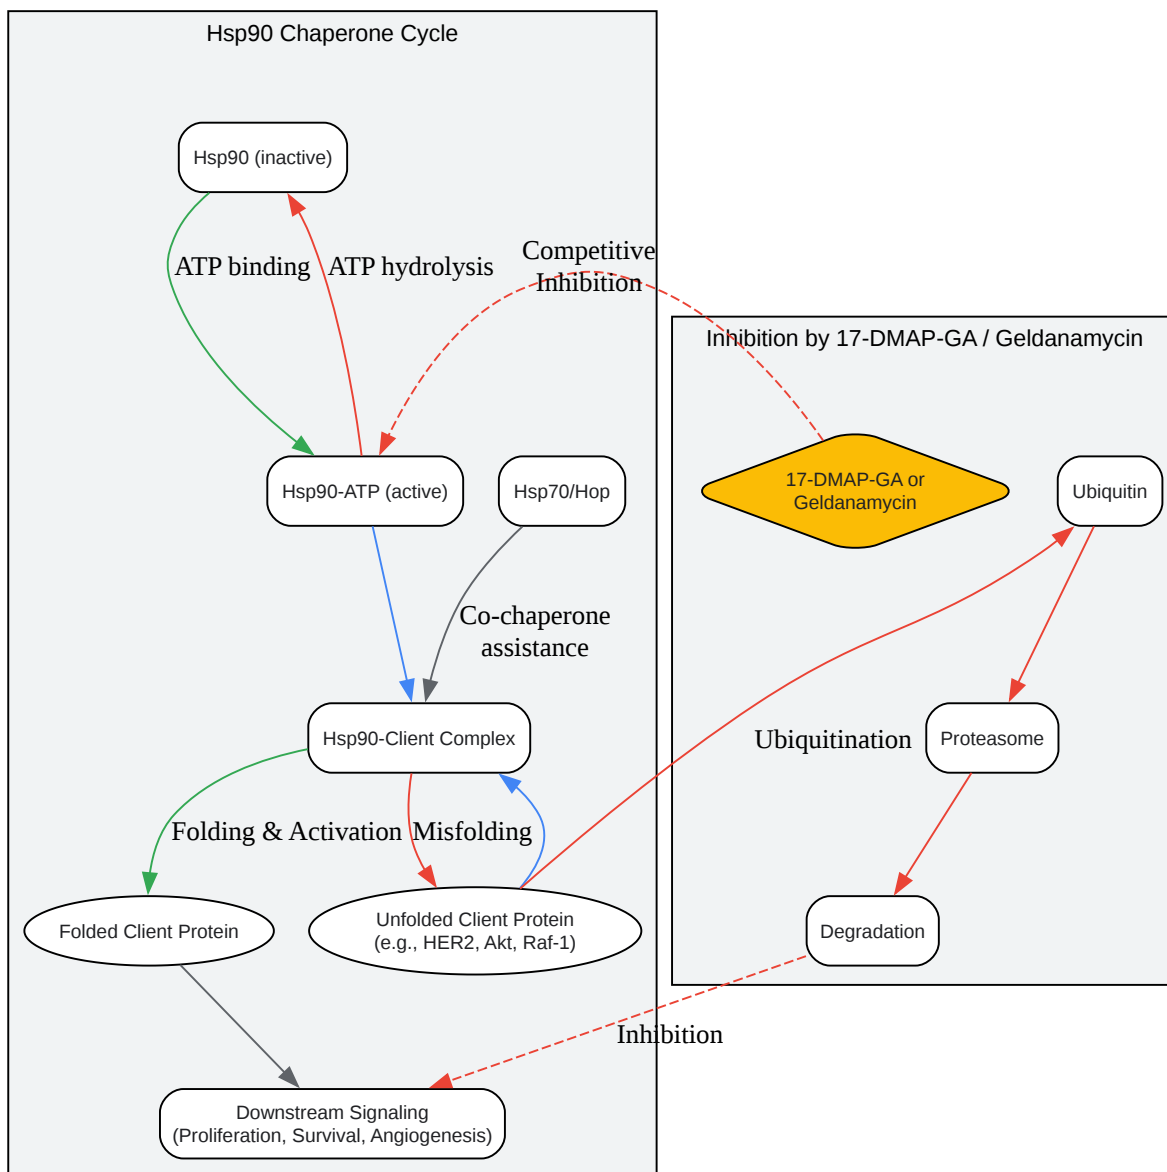 Hsp90 Chaperone Cycle
Hsp90 (inactive)
ATP binding
ATP hydrolysis
Competitive
Inhibition
Inhibition by 17-DMAP-GA / Geldanamycin
Hsp90-ATP (active)
Hsp70/Hop
17-DMAP-GA or
Geldanamycin
Ubiquitin
Co-chaperone
assistance
Hsp90-Client Complex
Ubiquitination
Proteasome
Folding & Activation
Misfolding
Folded Client Protein
Unfolded Client Protein
(e.g., HER2, Akt, Raf-1)
Degradation
Inhibition
Downstream Signaling
(Proliferation, Survival, Angiogenesis)